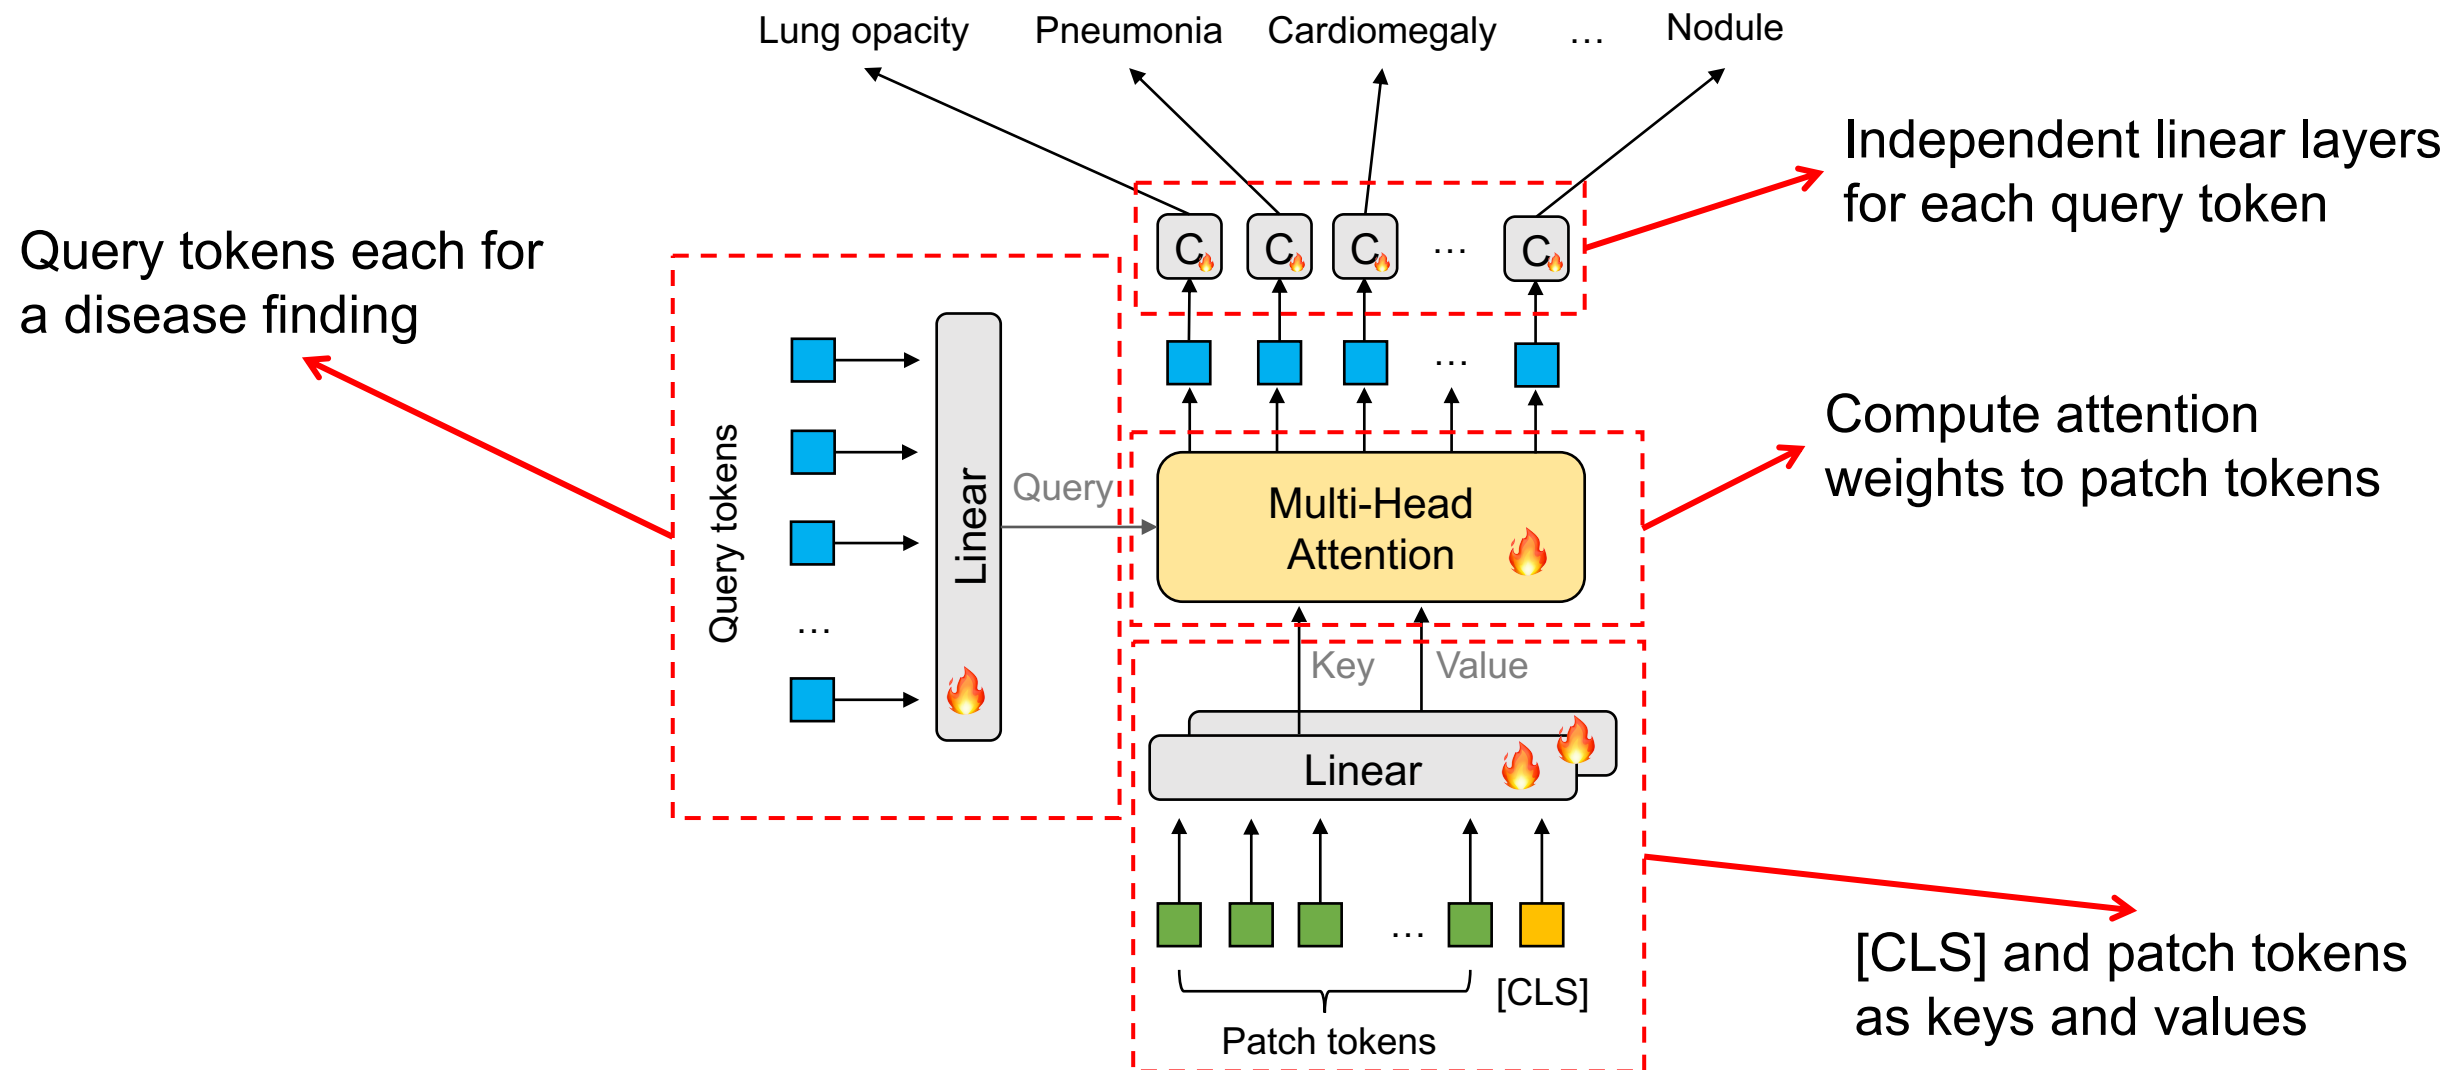 Lung opacity
Pneumonia
Cardiomegaly
...
Nodule
Independent linear layers
for each query token
C
C
C
...
C
Query tokens each for
a disease finding
...
Query tokens
...
Linear
Query
Multi-Head
Attention
Compute attention
weights to patch tokens
Key
Value
Linear
...
[CLS]
Patch tokens
[CLS] and patch tokens
as keys and values